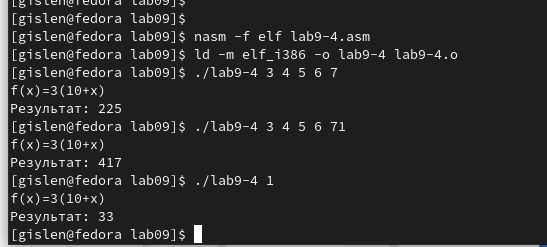 [gislen@fedora lab09]$
[gislen@fedora lab09]$
[gislen@fedora lab09]$ nasm -f elf lab9-4.asm
[gislen@fedora lab09]$ ld -m elf_i386 -o lab9-4 lab9-4.o
[gislen@fedora lab09]$ ./lab9-4 3 4 5 6 7
f(x)=3(10+x)
Результат: 225
[gislen@fedora lab09]$ ./lab9-4 3 4 5 6 71
f(x)=3(10+x)
Результат: 417
[gislen@fedora lab09]$ ./lab9-4 1
f(x)=3(10+x)
Результат: 33
[gislen@fedora lab09]$